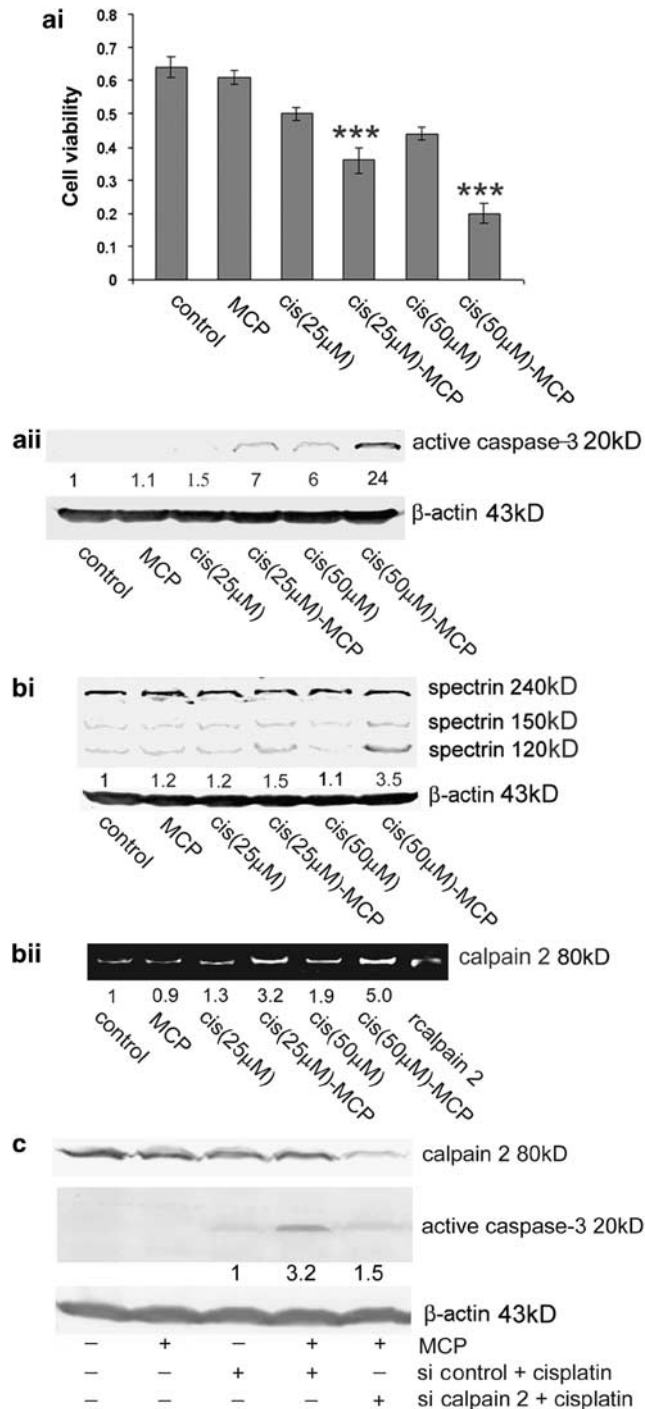 ai
0.8
0.7
0.6
0.5
0.4
0.3
0.2
0.1
0
Cell viability
***
***
control
MCP
cis(25μM)
cis(25μM)-MCP
cis(50μM)
cis(50μM)-MCP
aii
active caspase-3 20kD
1 1.1 1.5 7 6 24
β-actin 43kD
control
MCP
cis(25μM)
cis(25μM)-MCP
cis(50μM)
cis(50μM)-MCP
bi
spectrin 240kD
spectrin 150kD
spectrin 120kD
1 1.2 1.2 1.5 1.1 3.5
β-actin 43kD
control
MCP
cis(25μM)
cis(25μM)-MCP
cis(50μM)
cis(50μM)-MCP
bii
calpain 2 80kD
1 0.9 1.3 3.2 1.9 5.0
control
MCP
cis(25μM)
cis(25μM)-MCP
cis(50μM)
cis(50μM)-MCP
rcalpain 2
c
calpain 2 80kD
active caspase-3 20kD
1 3.2 1.5
β-actin 43kD
– + – + + MCP
– – + + – si control + cisplatin
– – – – + si calpain 2 + cisplatin